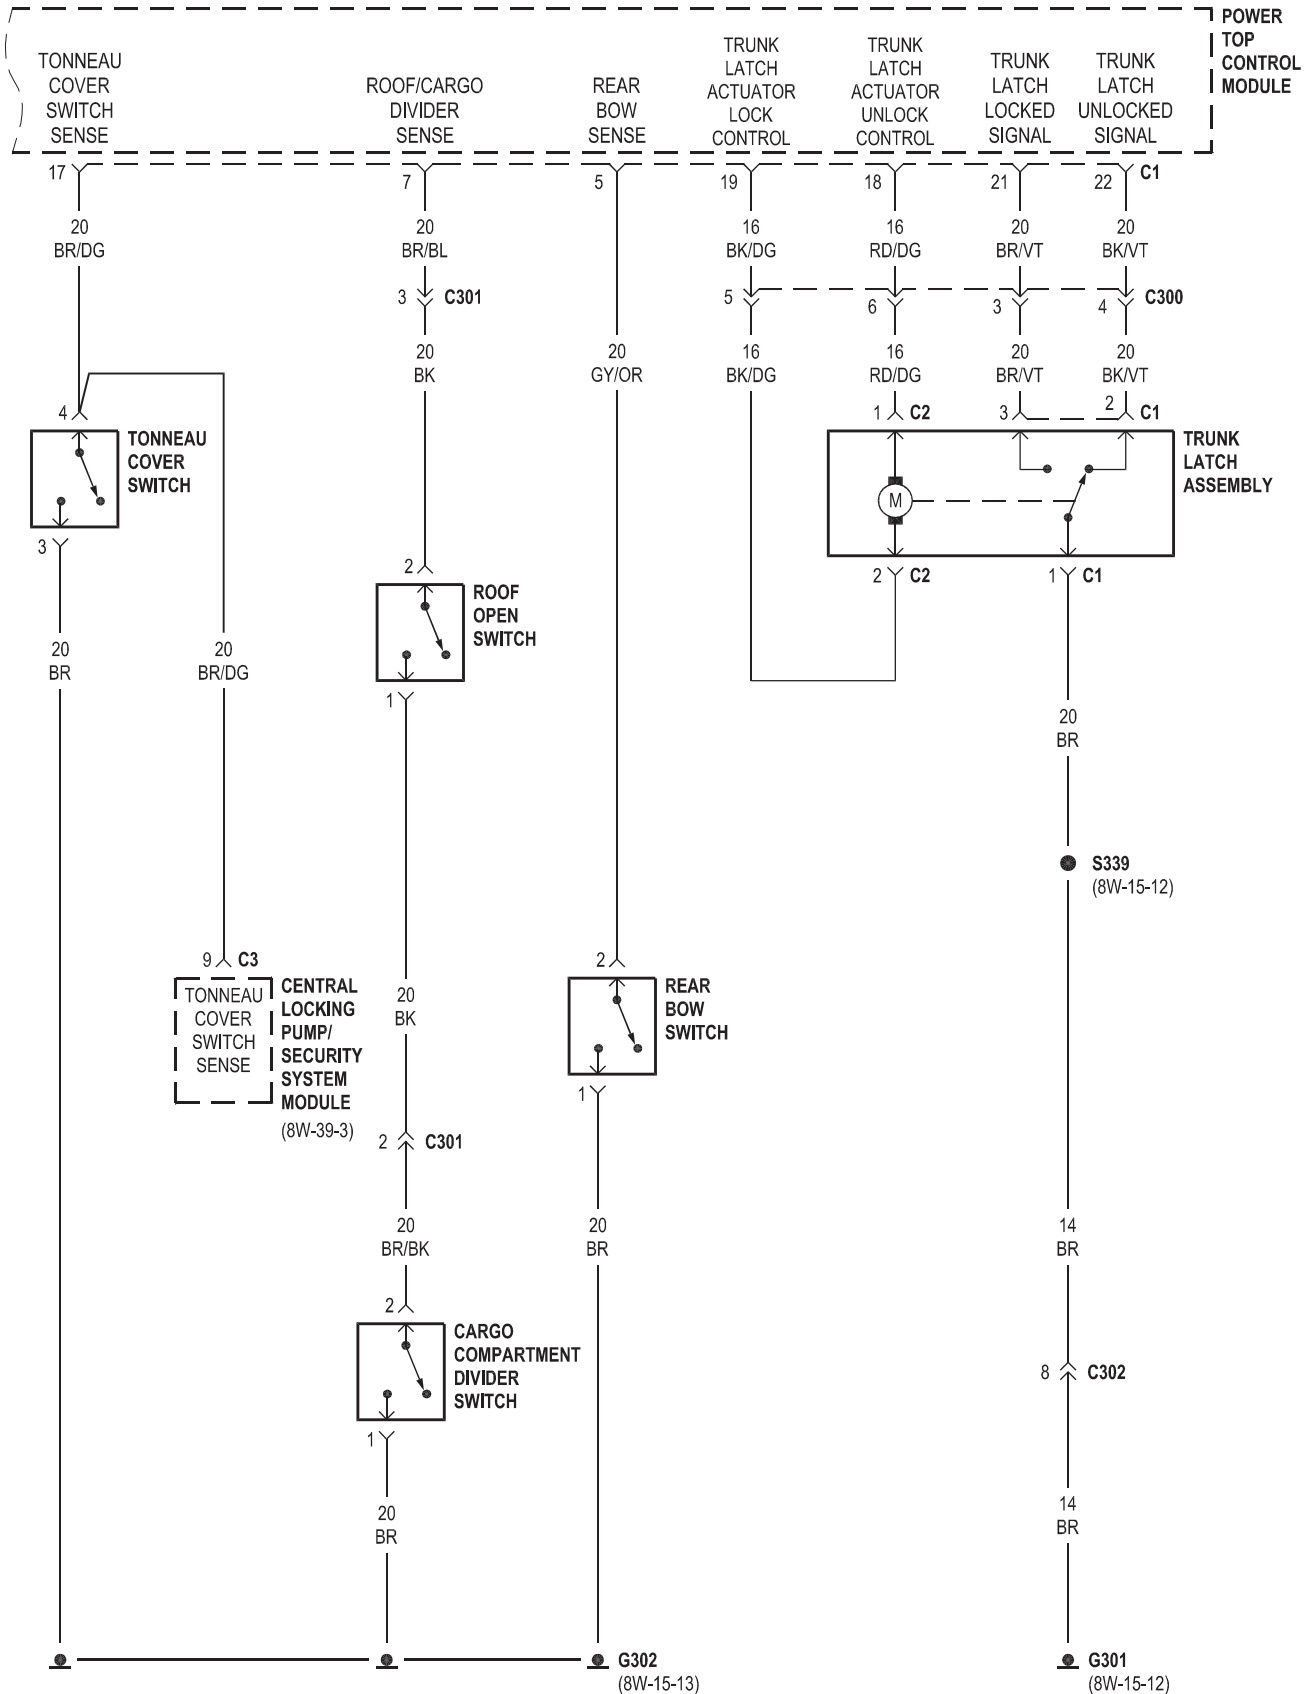 POWER
TOP
CONTROL
MODULE
TONNEAU
COVER
SWITCH
SENSE
ROOF/CARGO
DIVIDER
SENSE
REAR
BOW
SENSE
TRUNK
LATCH
ACTUATOR
LOCK
CONTROL
TRUNK
LATCH
ACTUATOR
UNLOCK
CONTROL
TRUNK
LATCH
LOCKED
SIGNAL
TRUNK
LATCH
UNLOCKED
SIGNAL
17 7 5 19 18 21 22 C1
20 20 16 16 20 20
BR/DG BR/BL BK/DG RD/DG BR/VT BK/VT
3 C301 5 6 3 4 C300
20 20 16 16 20 20
BK GY/OR BK/DG RD/DG BR/VT BK/VT
4 1 C2 3 2 C1
TONNEAU
COVER
SWITCH
TRUNK
LATCH
ASSEMBLY
M
3 2 2 C2 1 C1
ROOF
OPEN
SWITCH
20 20
BR BR/DG
1
20
BR
S339
(8W-15-12)
9 C3 2
TONNEAU
COVER
SWITCH
SENSE
CENTRAL
LOCKING
PUMP/
SECURITY
SYSTEM
MODULE
(8W-39-3)
20
BK
REAR
BOW
SWITCH
1
2 C301
20 20 14
BR/BK BR BR
2
CARGO
COMPARTMENT
DIVIDER
SWITCH
8 C302
1
20 14
BR BR
G302
(8W-15-13)
G301
(8W-15-12)